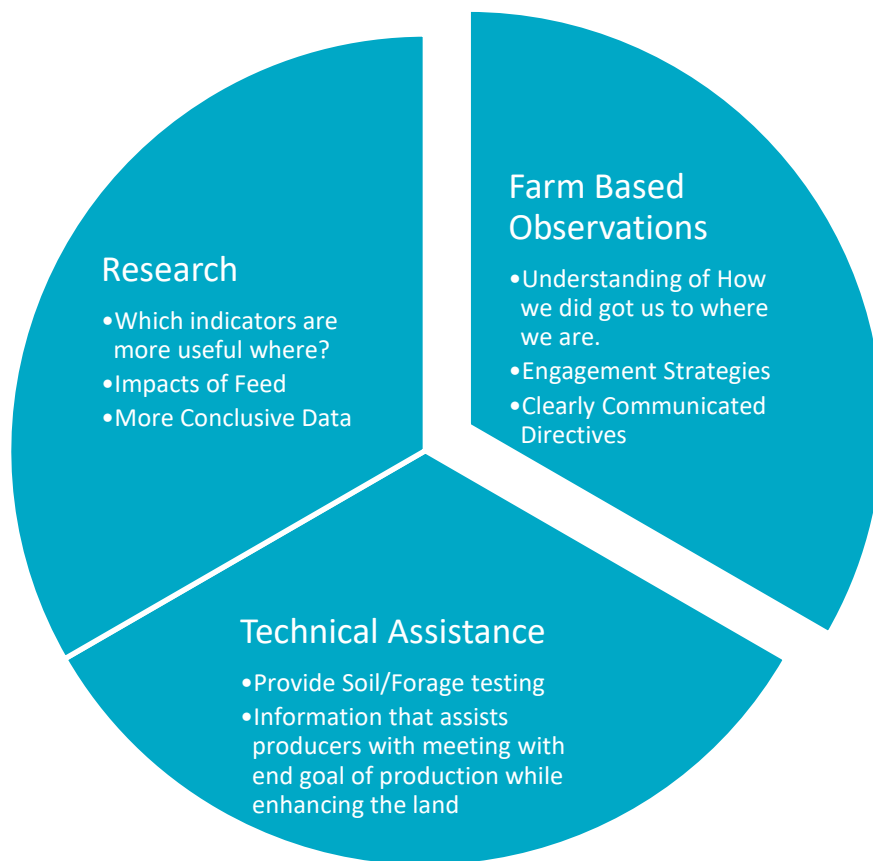 Farm Based
Observations
•Understanding of How
we did got us to where
we are.
•Engagement Strategies
•Clearly Communicated
Directives
Technical Assistance
•Provide Soil/Forage testing
•Information that assists
producers with meeting with
end goal of production while
enhancing the land
Research
•Which indicators are
more useful where?
•Impacts of Feed
•More Conclusive Data